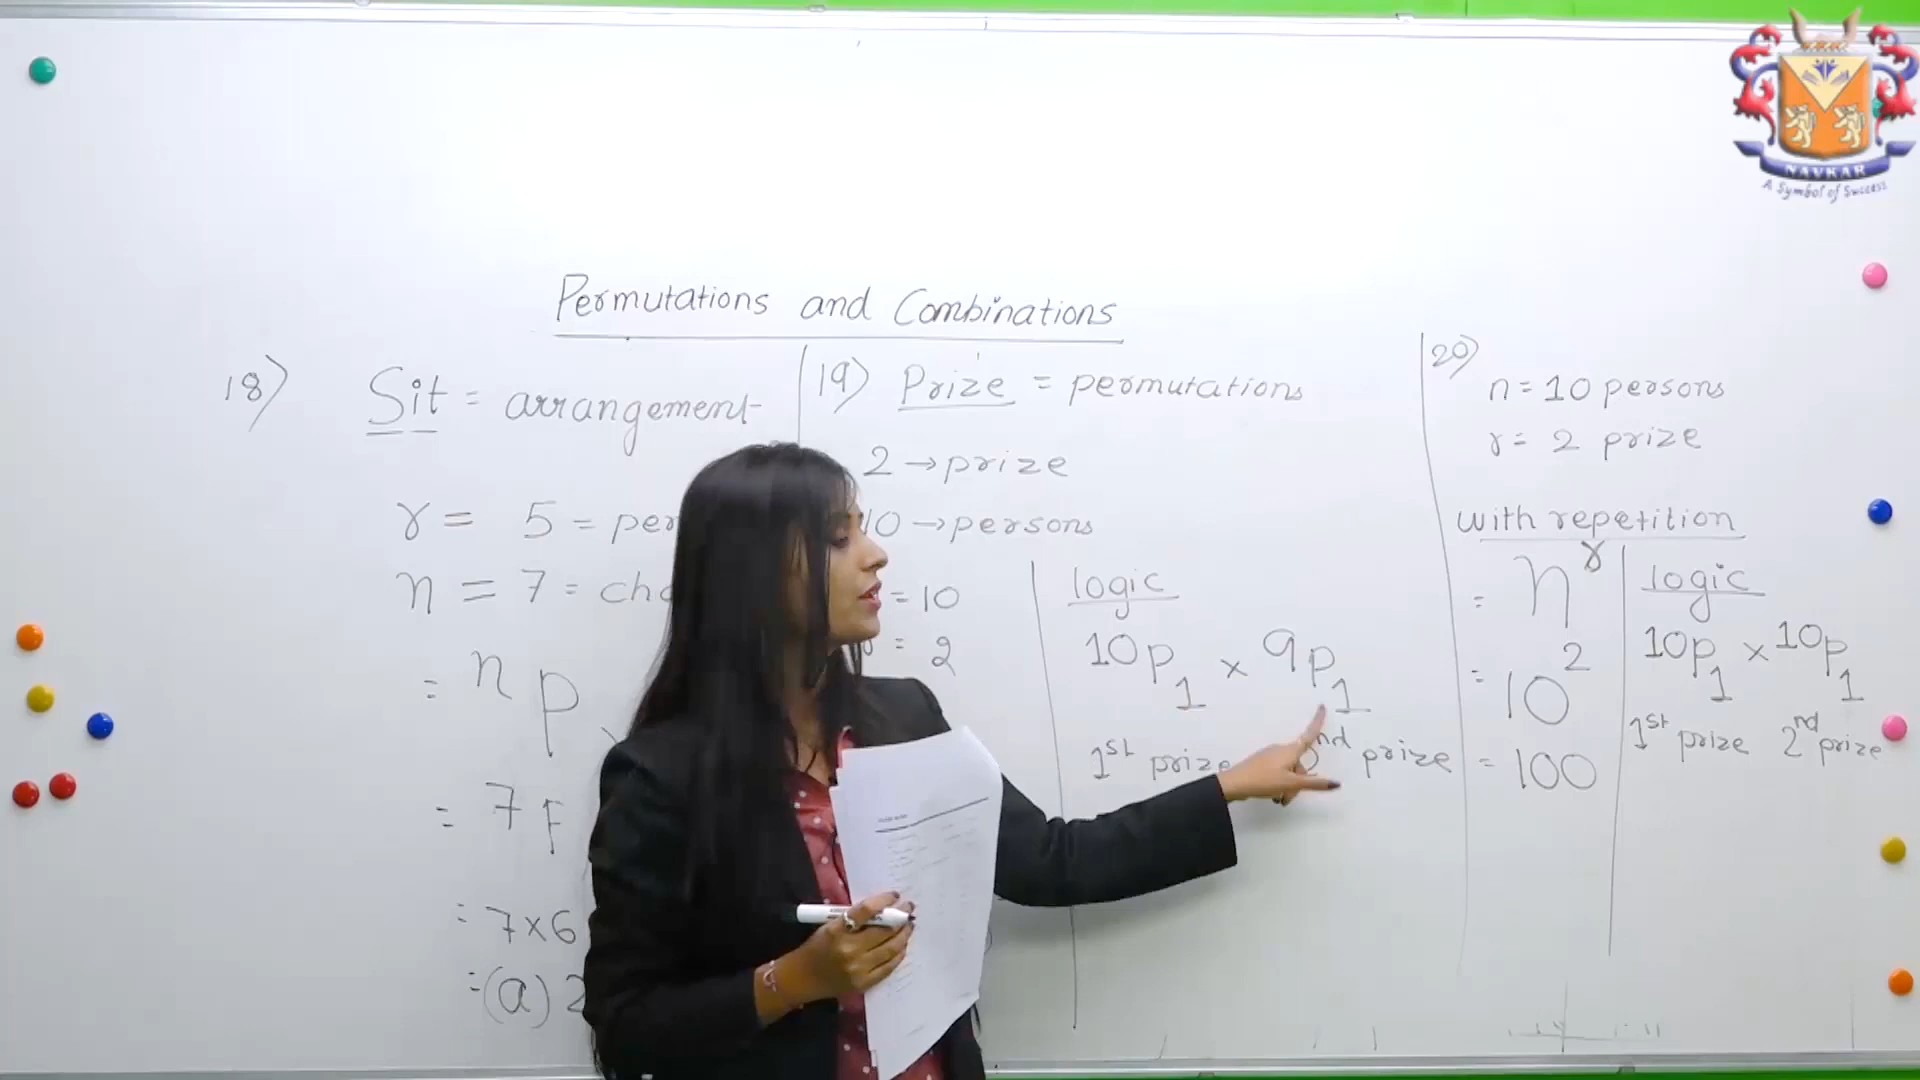 NAVKAR
A Symbol of Success
Permutations and Combinations
18)
Sit = arrangement
r = 5 = per
n = 7 = cha
= n p
= 7 P
= 7×6
=(a) 2
19) Prize = permutations
2 → prize
10 → persons
= 10
= 2
logic
10p1 × 9p1
1st prize 2nd prize
20)
n = 10 persons
r = 2 prize
with repetition
= n^r
= 10^2
= 100
logic
10p1 × 10p1
1st prize 2nd prize